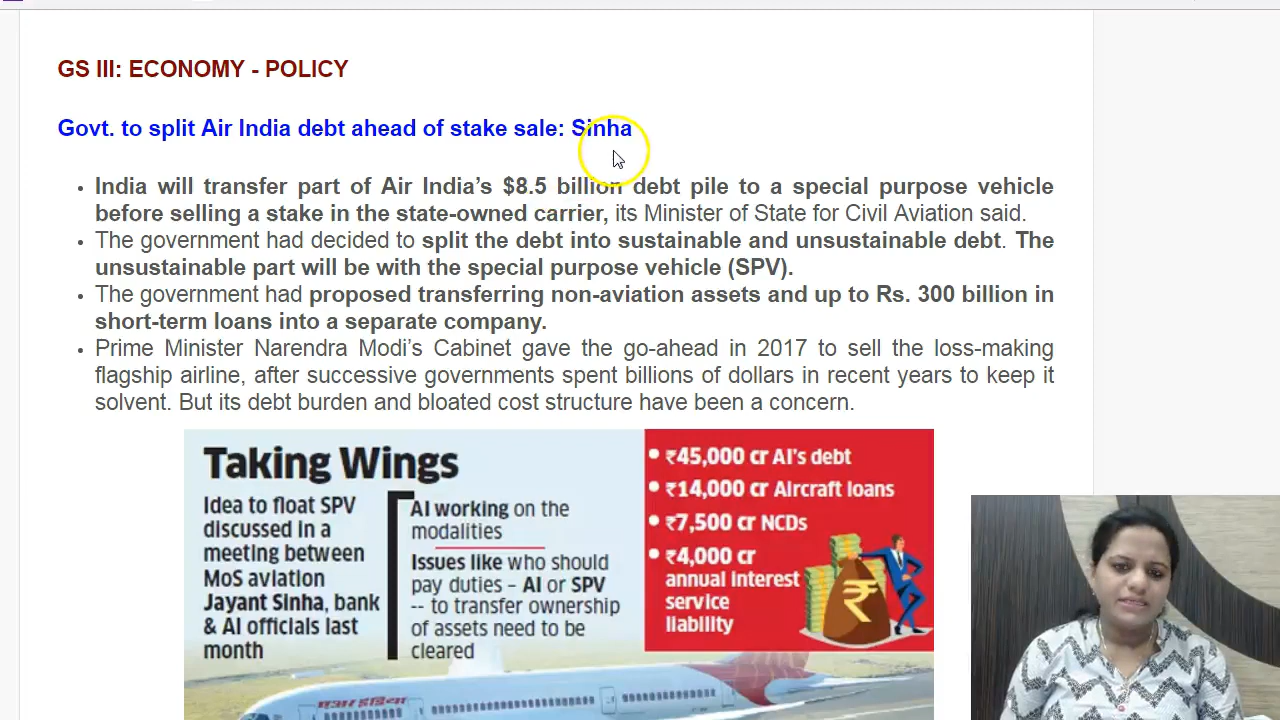 GS III: ECONOMY - POLICY
Govt. to split Air India debt ahead of stake sale: Sinha
• India will transfer part of Air India's $8.5 billion debt pile to a special purpose vehicle
before selling a stake in the state-owned carrier, its Minister of State for Civil Aviation said.
• The government had decided to split the debt into sustainable and unsustainable debt. The
unsustainable part will be with the special purpose vehicle (SPV).
• The government had proposed transferring non-aviation assets and up to Rs. 300 billion in
short-term loans into a separate company.
• Prime Minister Narendra Modi's Cabinet gave the go-ahead in 2017 to sell the loss-making
flagship airline, after successive governments spent billions of dollars in recent years to keep it
solvent. But its debt burden and bloated cost structure have been a concern.
Taking Wings
Idea to float SPV
discussed in a
meeting between
MoS aviation
Jayant Sinha, bank
& AI officials last
month
AI working on the
modalities
Issues like who should
pay duties – AI or SPV
-- to transfer ownership
of assets need to be
cleared
• ₹45,000 cr AI's debt
• ₹14,000 cr Aircraft loans
• ₹7,500 cr NCDs
• ₹4,000 cr
annual interest
service
liability
₹
एअर इंडिया